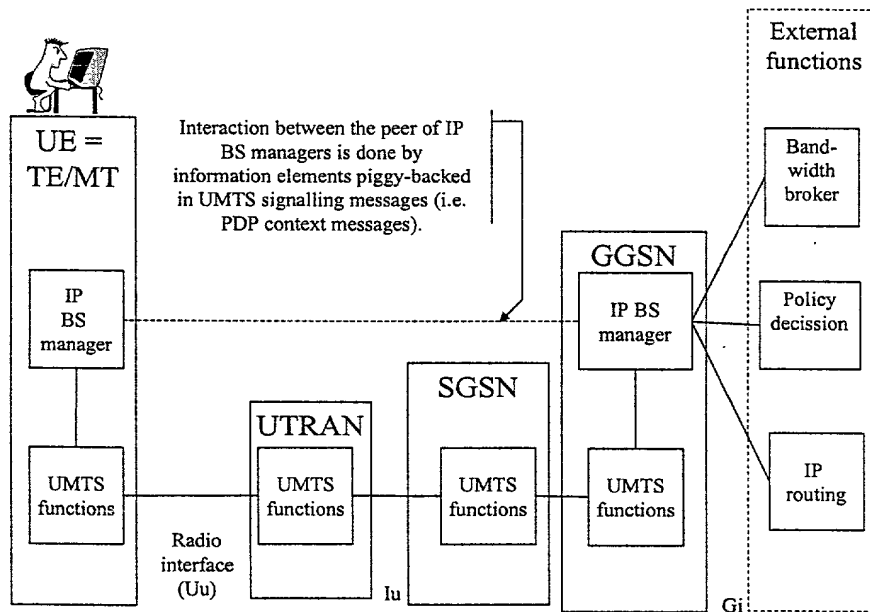 UE =
TE/MT
IP
BS
manager
UMTS
functions
Interaction between the peer of IP
BS managers is done by
information elements piggy-backed
in UMTS signalling messages (i.e.
PDP context messages).
Radio
interface
(Uu)
UTRAN
UMTS
functions
Iu
SGSN
UMTS
functions
GGSN
IP BS
manager
UMTS
functions
Gi
External
functions
Band-
width
broker
Policy
decission
IP
routing